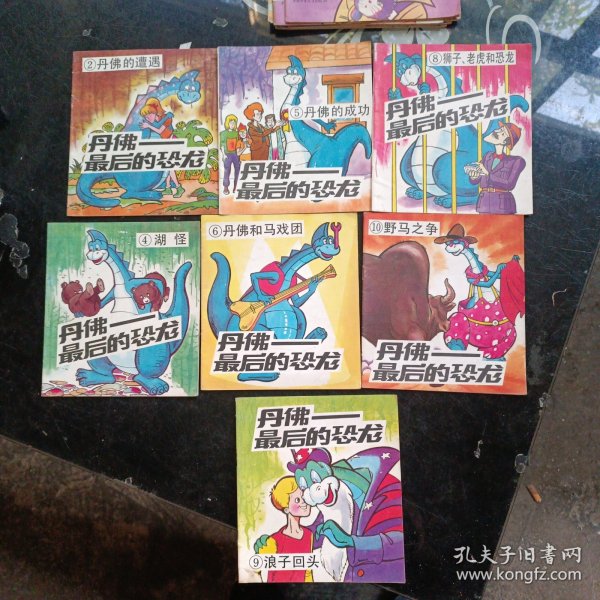 ②丹佛的遭遇
丹佛——
最后的恐龙
⑤丹佛的成功
丹佛——
最后的恐龙
⑧狮子、老虎和恐龙
丹佛——
最后的恐龙
④湖 怪
丹佛——
最后的恐龙
⑥丹佛和马戏团
丹佛——
最后的恐龙
⑩野马之争
丹佛——
最后的恐龙
丹佛——
最后的恐龙
⑨浪子回头
孔夫子旧书网
www.kongfz.com